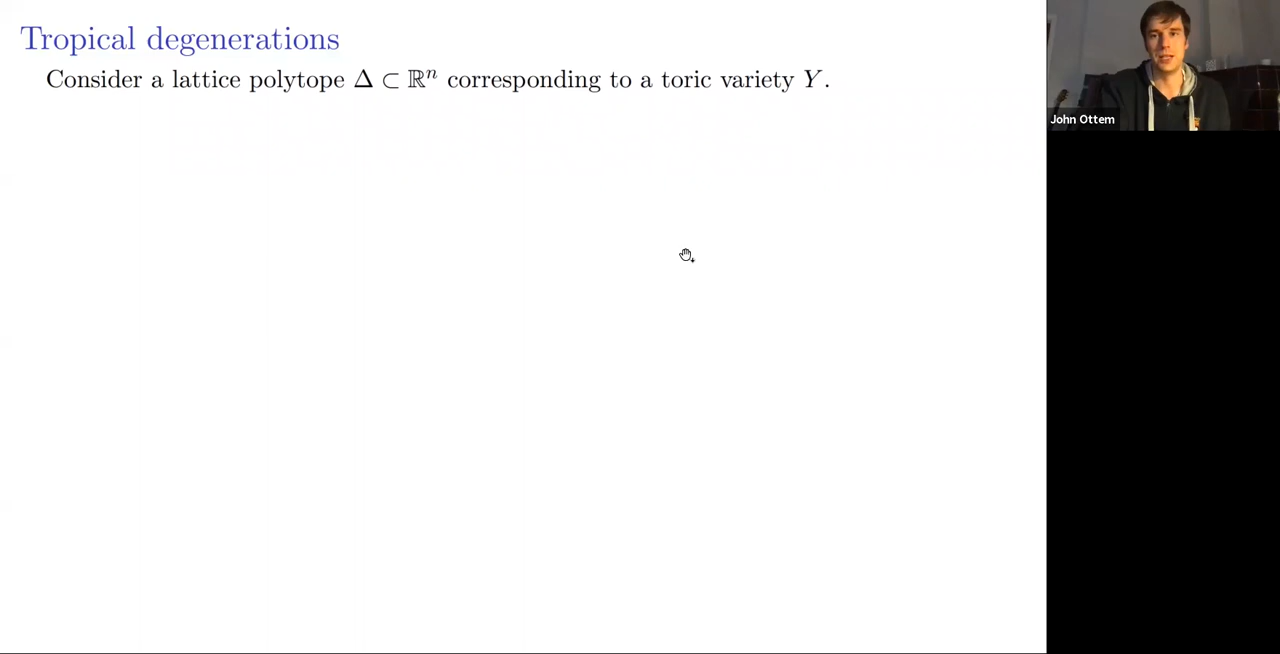 Tropical degenerations
Consider a lattice polytope Δ ⊂ ℝⁿ corresponding to a toric variety Y.
John Ottem